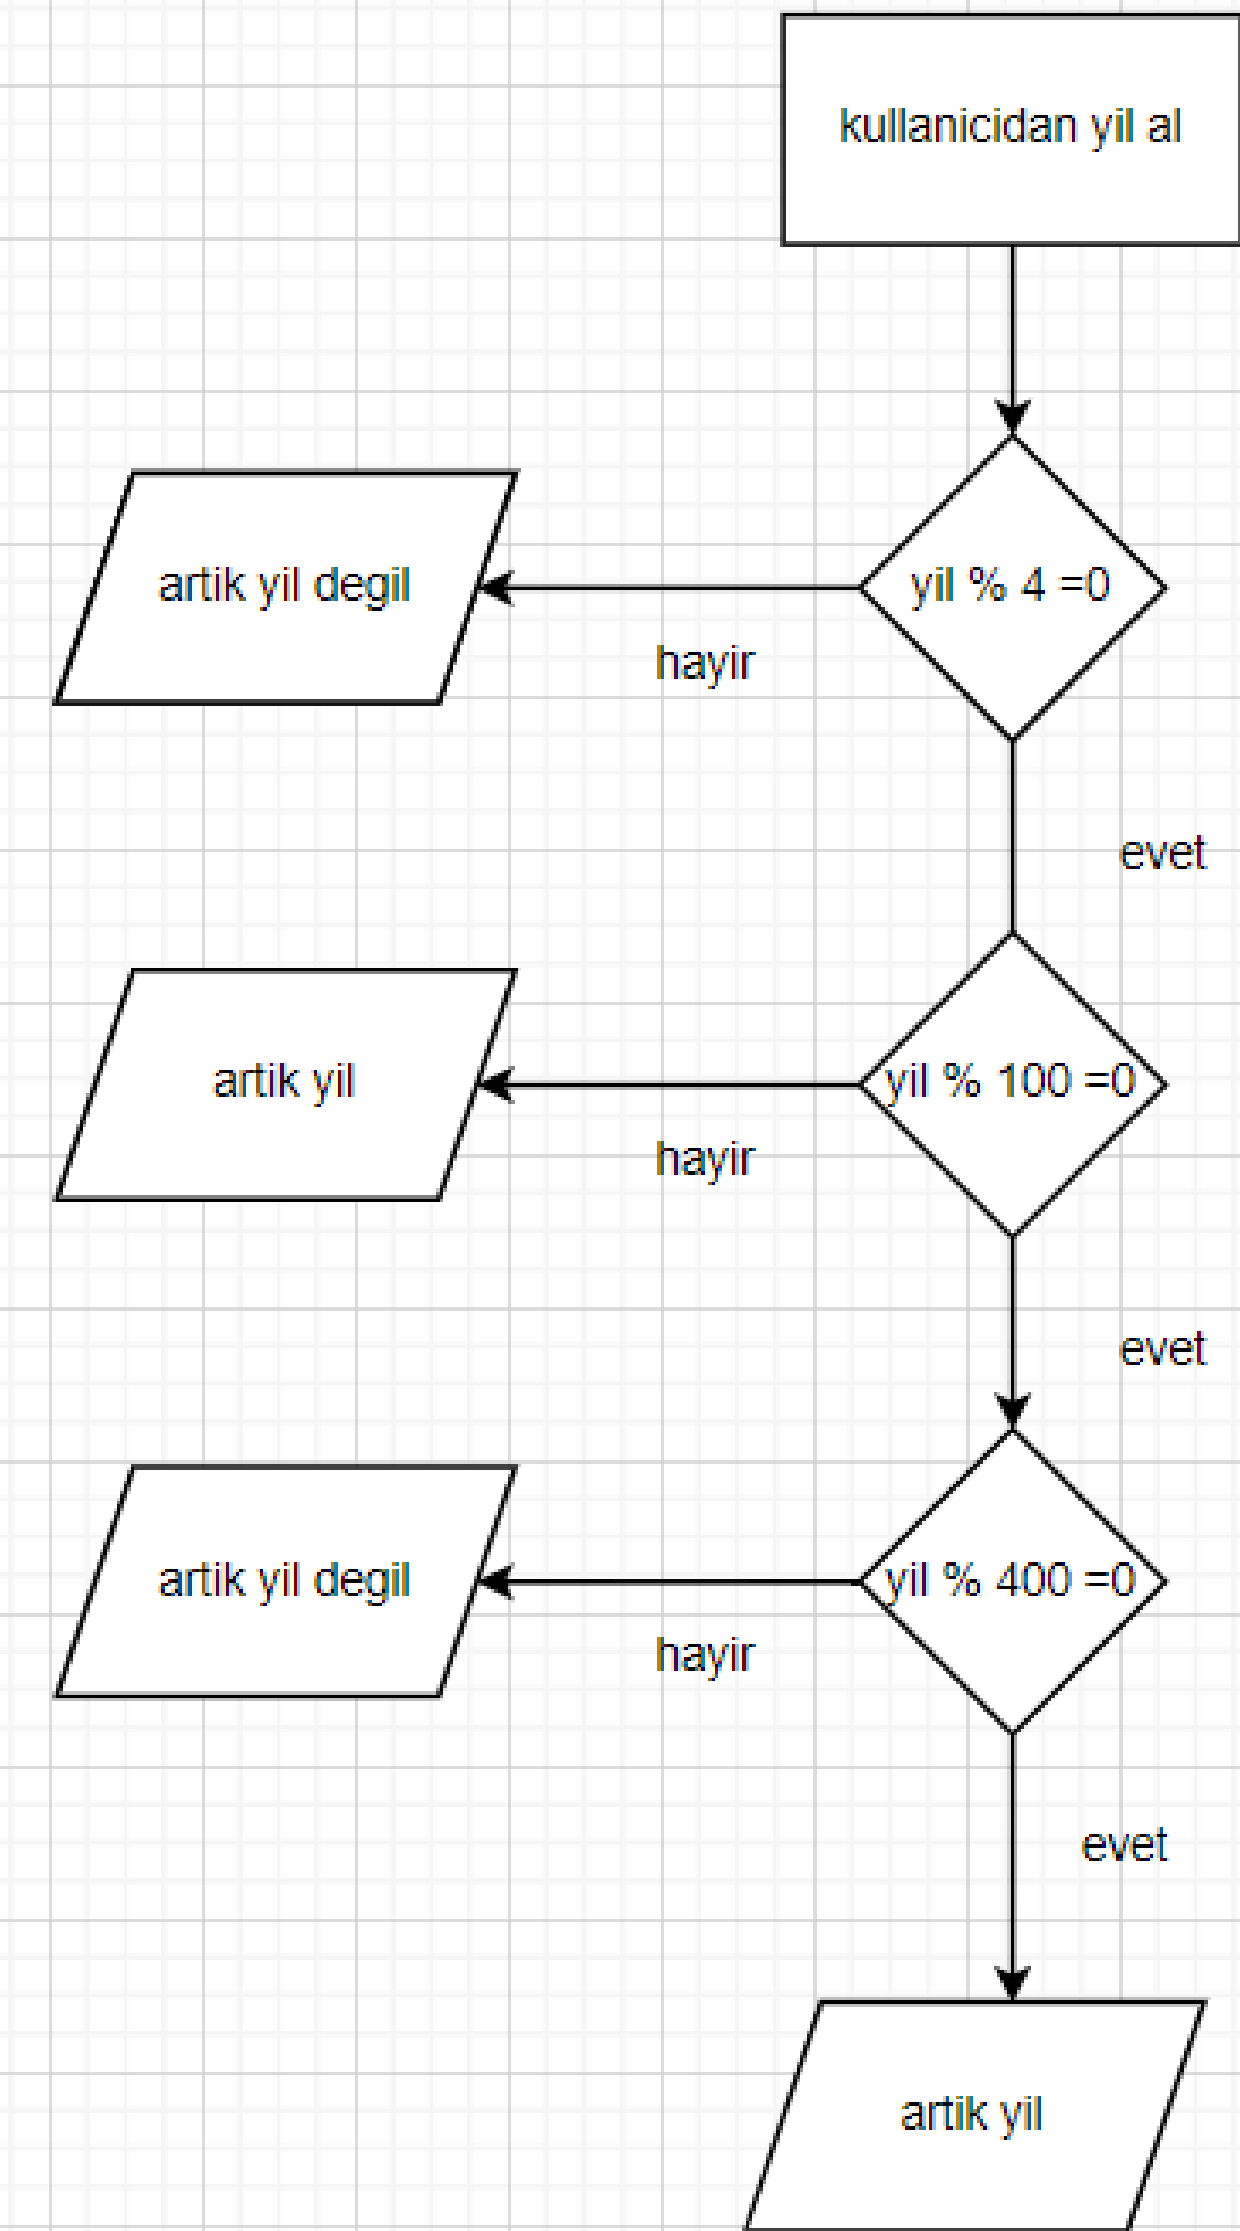 kullanicidan yil al
artik yil degil
yil % 4 =0
hayir
evet
artik yil
yil % 100 =0
hayir
evet
artik yil degil
yil % 400 =0
hayir
evet
artik yil